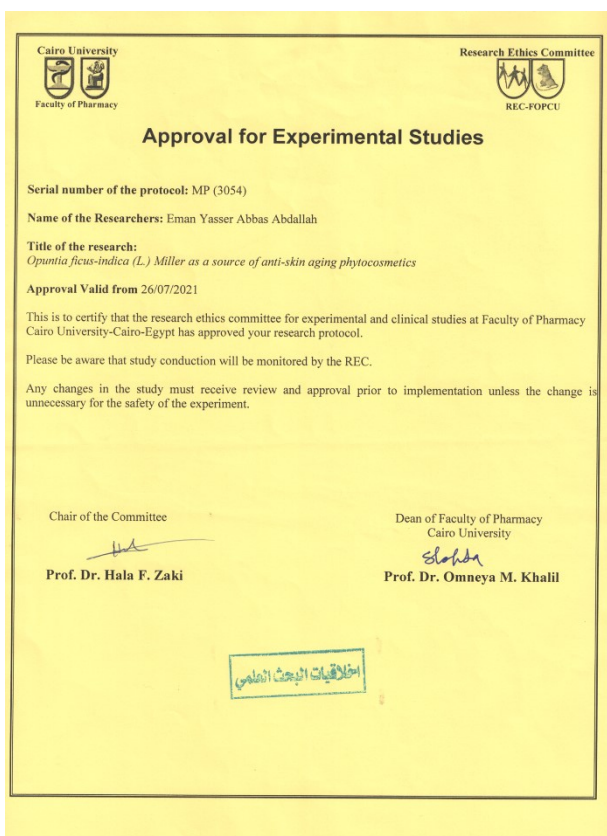 Cairo University
Faculty of Pharmacy
Research Ethics Committee
REC-FOPCU
Approval for Experimental Studies
Serial number of the protocol: MP (3054)
Name of the Researchers: Eman Yasser Abbas Abdallah
Title of the research:
Opuntia ficus-indica (L.) Miller as a source of anti-skin aging phytocosmetics
Approval Valid from 26/07/2021
This is to certify that the research ethics committee for experimental and clinical studies at Faculty of Pharmacy
Cairo University-Cairo-Egypt has approved your research protocol.
Please be aware that study conduction will be monitored by the REC.
Any changes in the study must receive review and approval prior to implementation unless the change is
unnecessary for the safety of the experiment.
Chair of the Committee
Prof. Dr. Hala F. Zaki
Dean of Faculty of Pharmacy
Cairo University
Prof. Dr. Omneya M. Khalil
اخلاقيات البحث العلمي